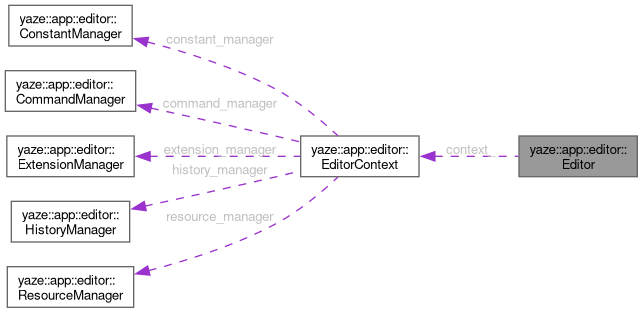 yaze::app::editor::
ConstantManager
constant_manager
yaze::app::editor::
CommandManager
command_manager
yaze::app::editor::
ExtensionManager
extension_manager
yaze::app::editor::
EditorContext
context
yaze::app::editor::
Editor
history_manager
yaze::app::editor::
HistoryManager
resource_manager
yaze::app::editor::
ResourceManager